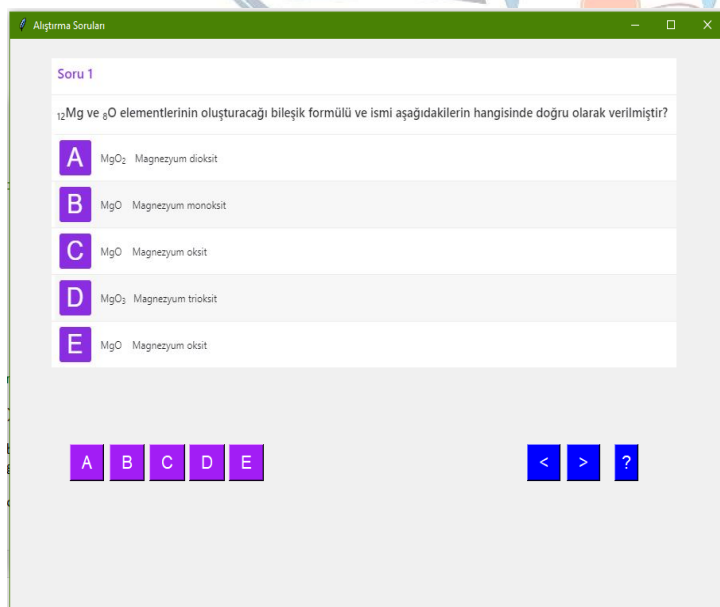 Alıştırma Soruları
Soru 1
₁₂Mg ve ₈O elementlerinin oluşturacağı bileşik formülü ve ismi aşağıdakilerin hangisinde doğru olarak verilmiştir?
A MgO₂ Magnezyum dioksit
B MgO Magnezyum monoksit
C MgO Magnezyum oksit
D MgO₃ Magnezyum trioksit
E MgO Magnezyum oksit
A B C D E < > ?